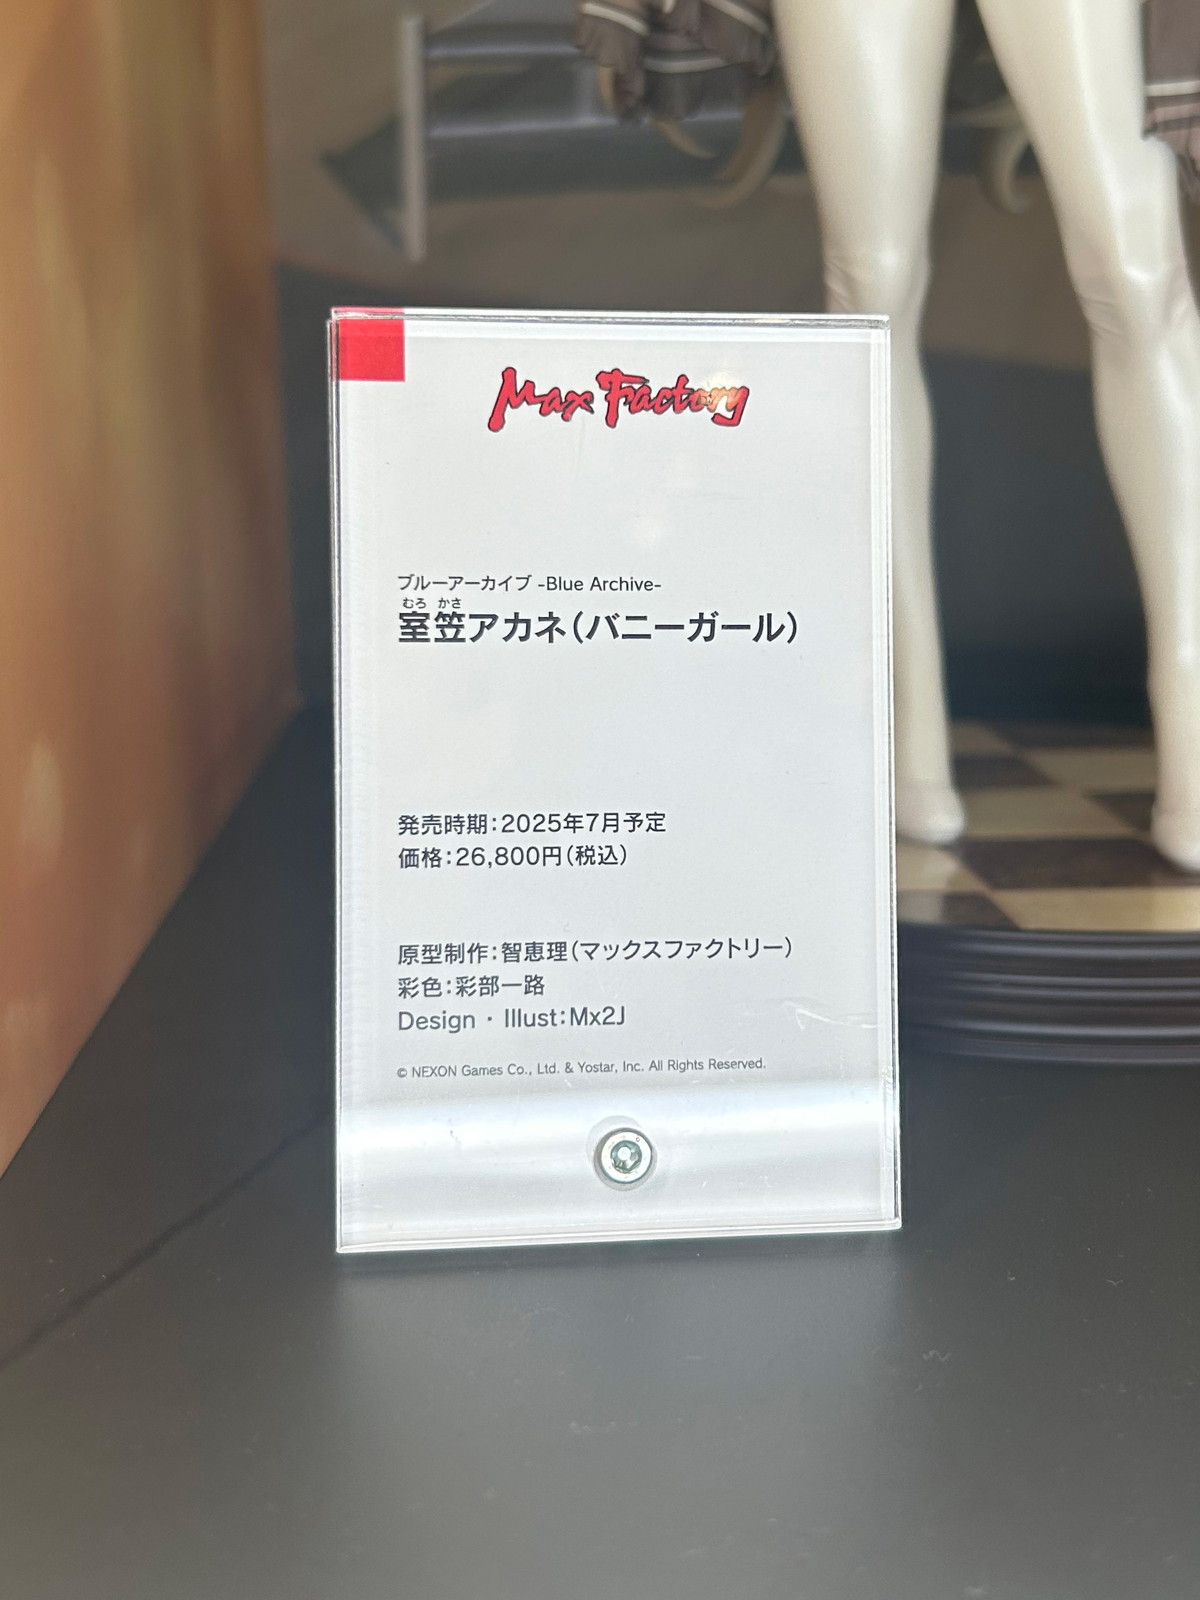 Max Factory
ブルーアーカイブ -Blue Archive-
むろ かさ
室笠アカネ(バニーガール)
発売時期:2025年7月予定
価格:26,800円(税込)
原型制作:智恵理(マックスファクトリー)
彩色:彩部一路
Design・Illust:Mx2J
© NEXON Games Co., Ltd. & Yostar, Inc. All Rights Reserved.